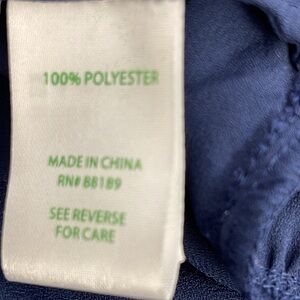 100% POLYESTER
MADE IN CHINA
RN# 88189
SEE REVERSE
FOR CARE